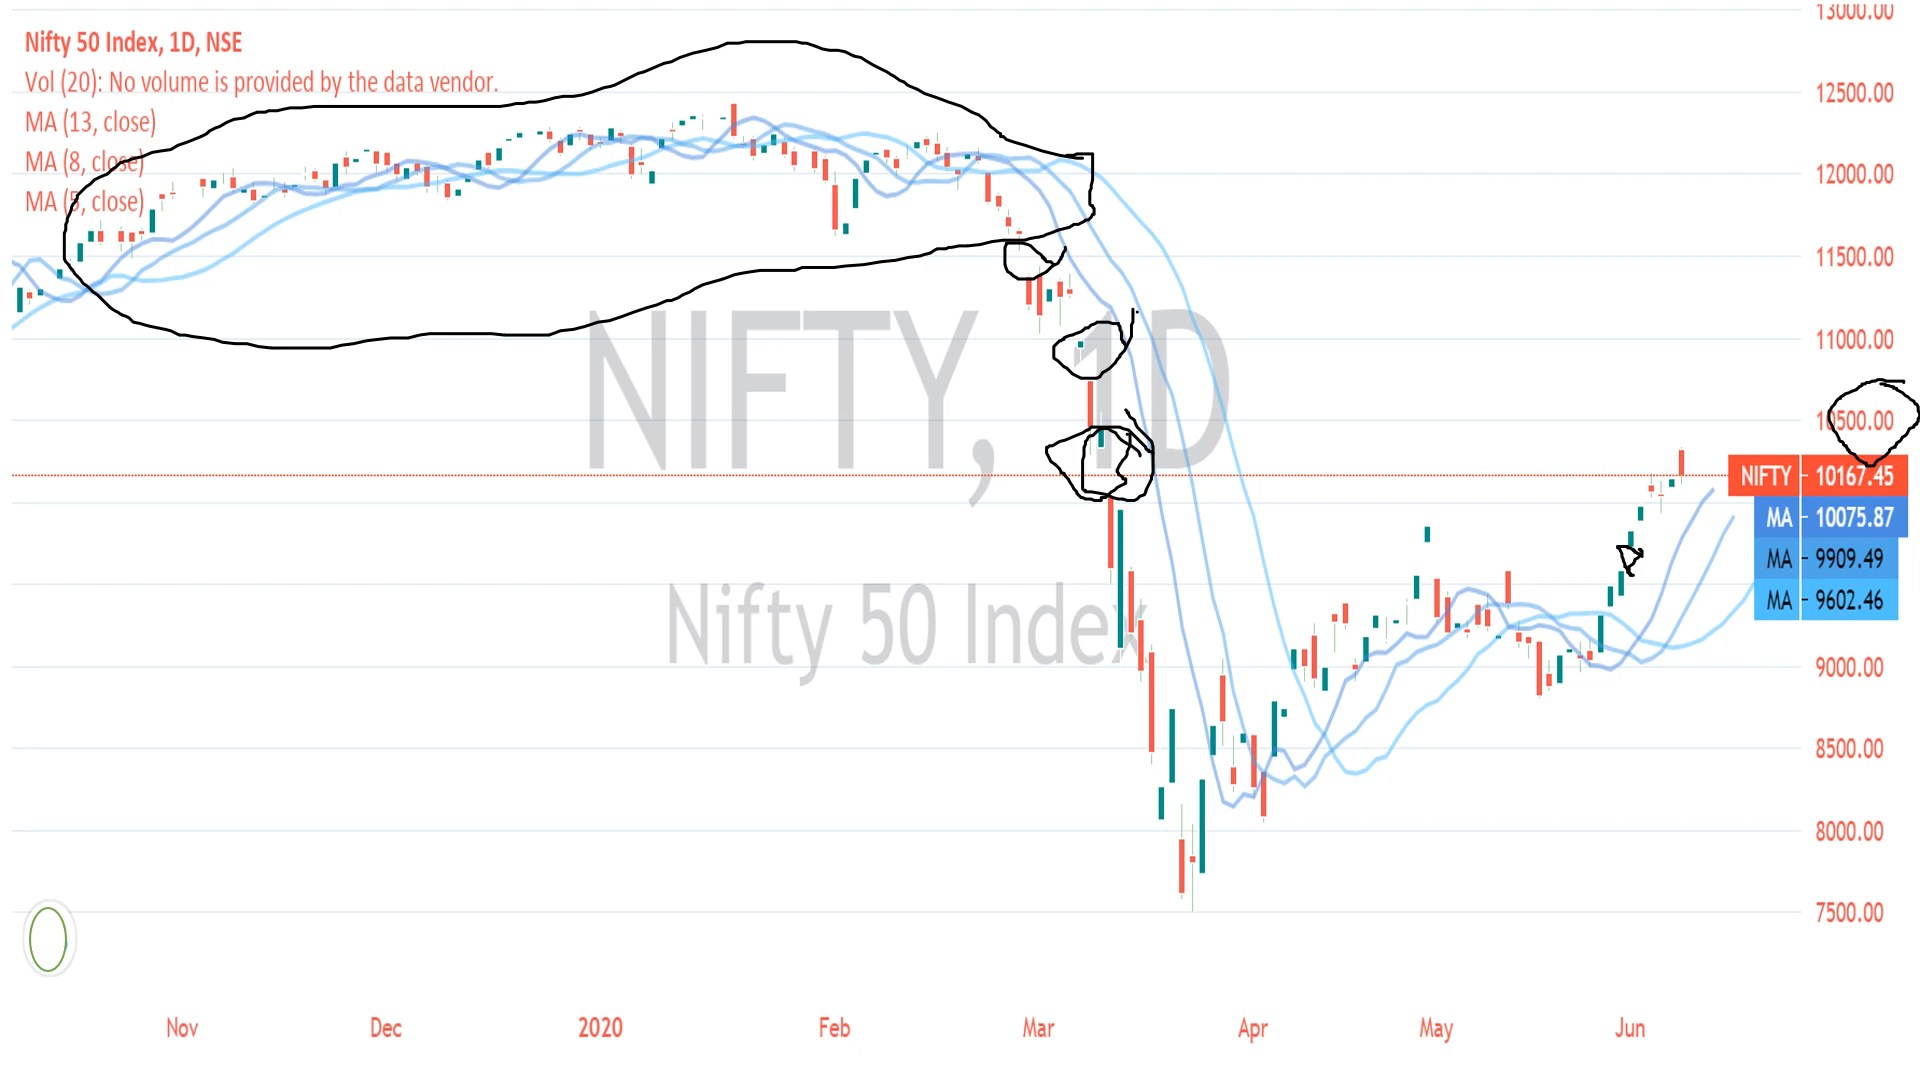 Nifty 50 Index, 1D, NSE
Vol (20): No volume is provided by the data vendor.
MA (13, close)
MA (8, close)
MA (5, close)
NIFTY, 1D
Nifty 50 Index
13000.00
12500.00
12000.00
11500.00
11000.00
10500.00
NIFTY 10167.45
MA 10075.87
MA 9909.49
MA 9602.46
9000.00
8500.00
8000.00
7500.00
Nov Dec 2020 Feb Mar Apr May Jun